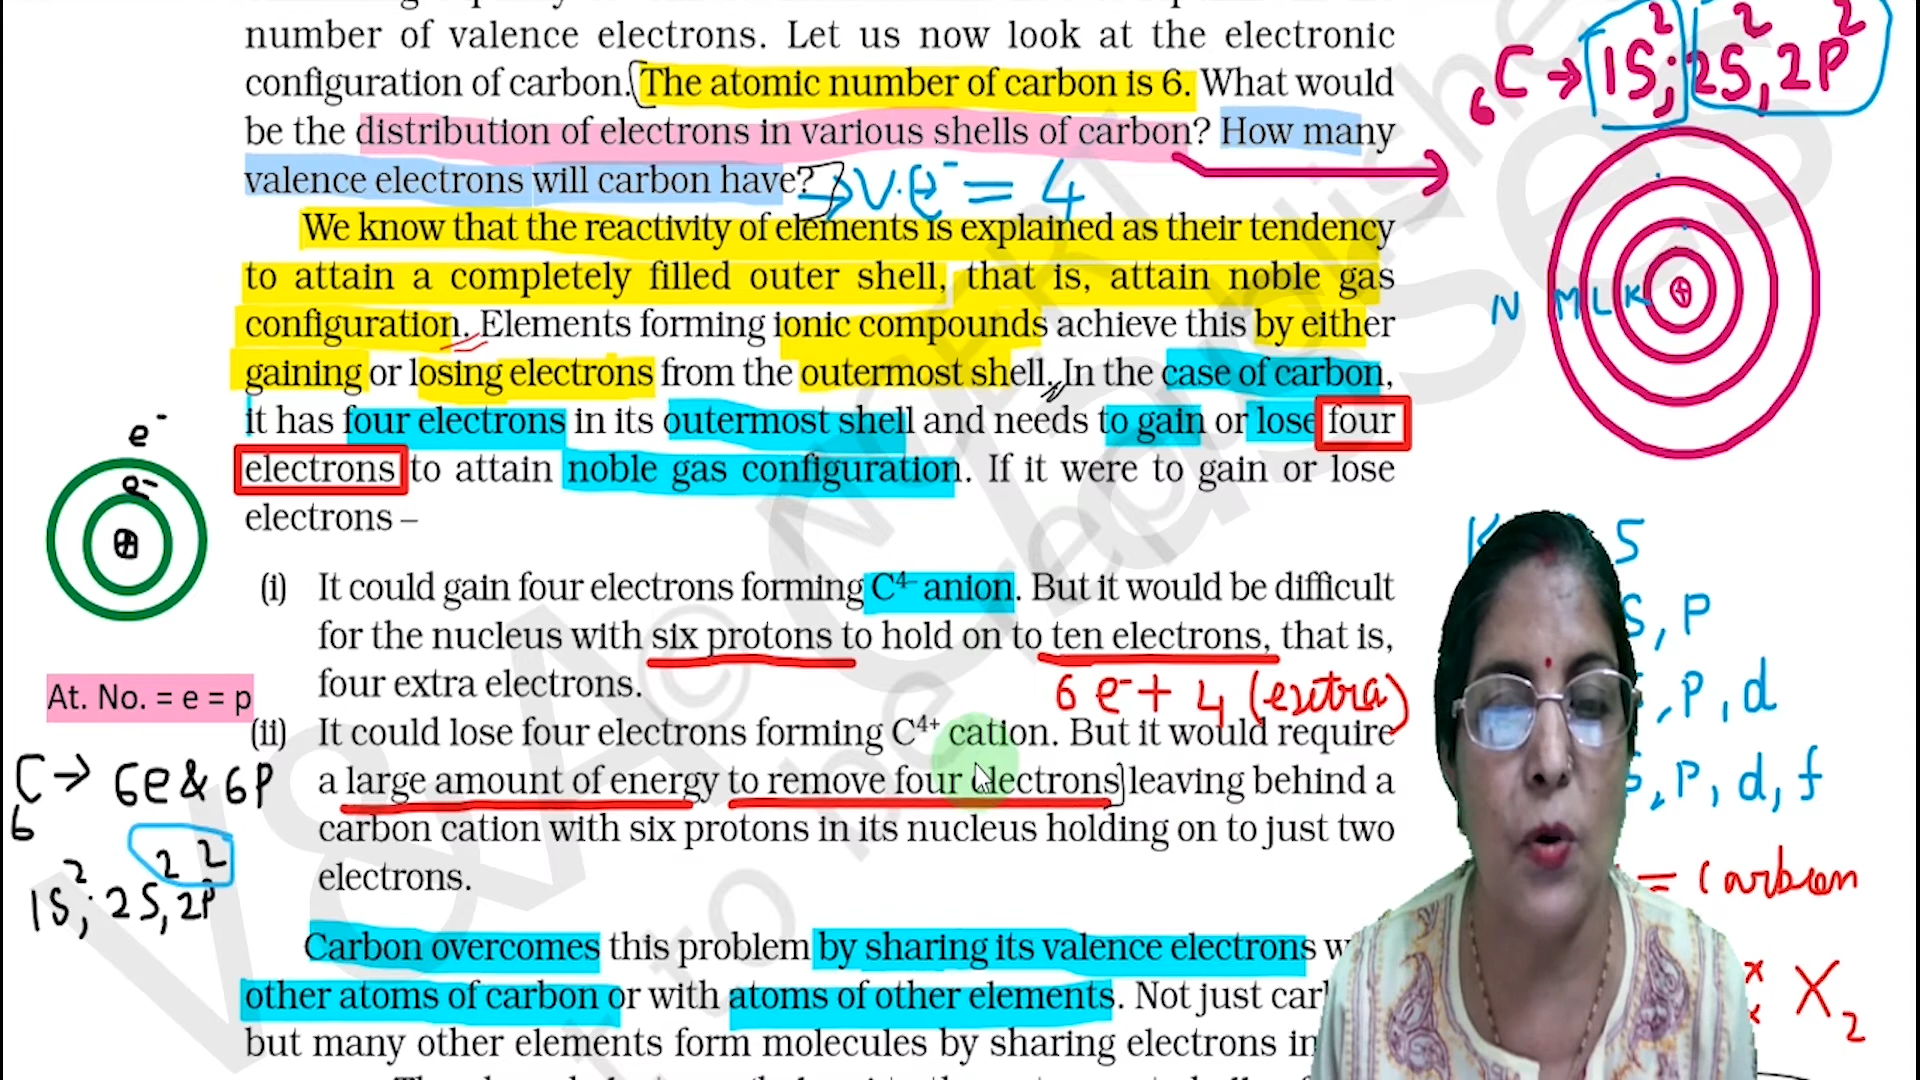 number of valence electrons. Let us now look at the electronic
configuration of carbon. The atomic number of carbon is 6. What would
be the distribution of electrons in various shells of carbon? How many
valence electrons will carbon have? → v.e⁻ = 4
We know that the reactivity of elements is explained as their tendency
to attain a completely filled outer shell, that is, attain noble gas
configuration. Elements forming ionic compounds achieve this by either
gaining or losing electrons from the outermost shell. In the case of carbon,
it has four electrons in its outermost shell and needs to gain or lose four
electrons to attain noble gas configuration. If it were to gain or lose
electrons –
(i) It could gain four electrons forming C⁴⁻ anion. But it would be difficult
for the nucleus with six protons to hold on to ten electrons, that is,
four extra electrons.
6 e⁻ + 4 (extra)
(ii) It could lose four electrons forming C⁴⁺ cation. But it would require
a large amount of energy to remove four electrons leaving behind a
carbon cation with six protons in its nucleus holding on to just two
electrons.
Carbon overcomes this problem by sharing its valence electrons
other atoms of carbon or with atoms of other elements. Not just
but many other elements form molecules by sharing electrons in
₆C → 1S²; 2S², 2P²
N M L K +
e⁻
e⁻
+
At. No. = e = p
C → 6e & 6P
6
1S²; 2S², 2P²
K S
S, P
S, P, d
S, P, d, f
= Carbon
x X₂
x